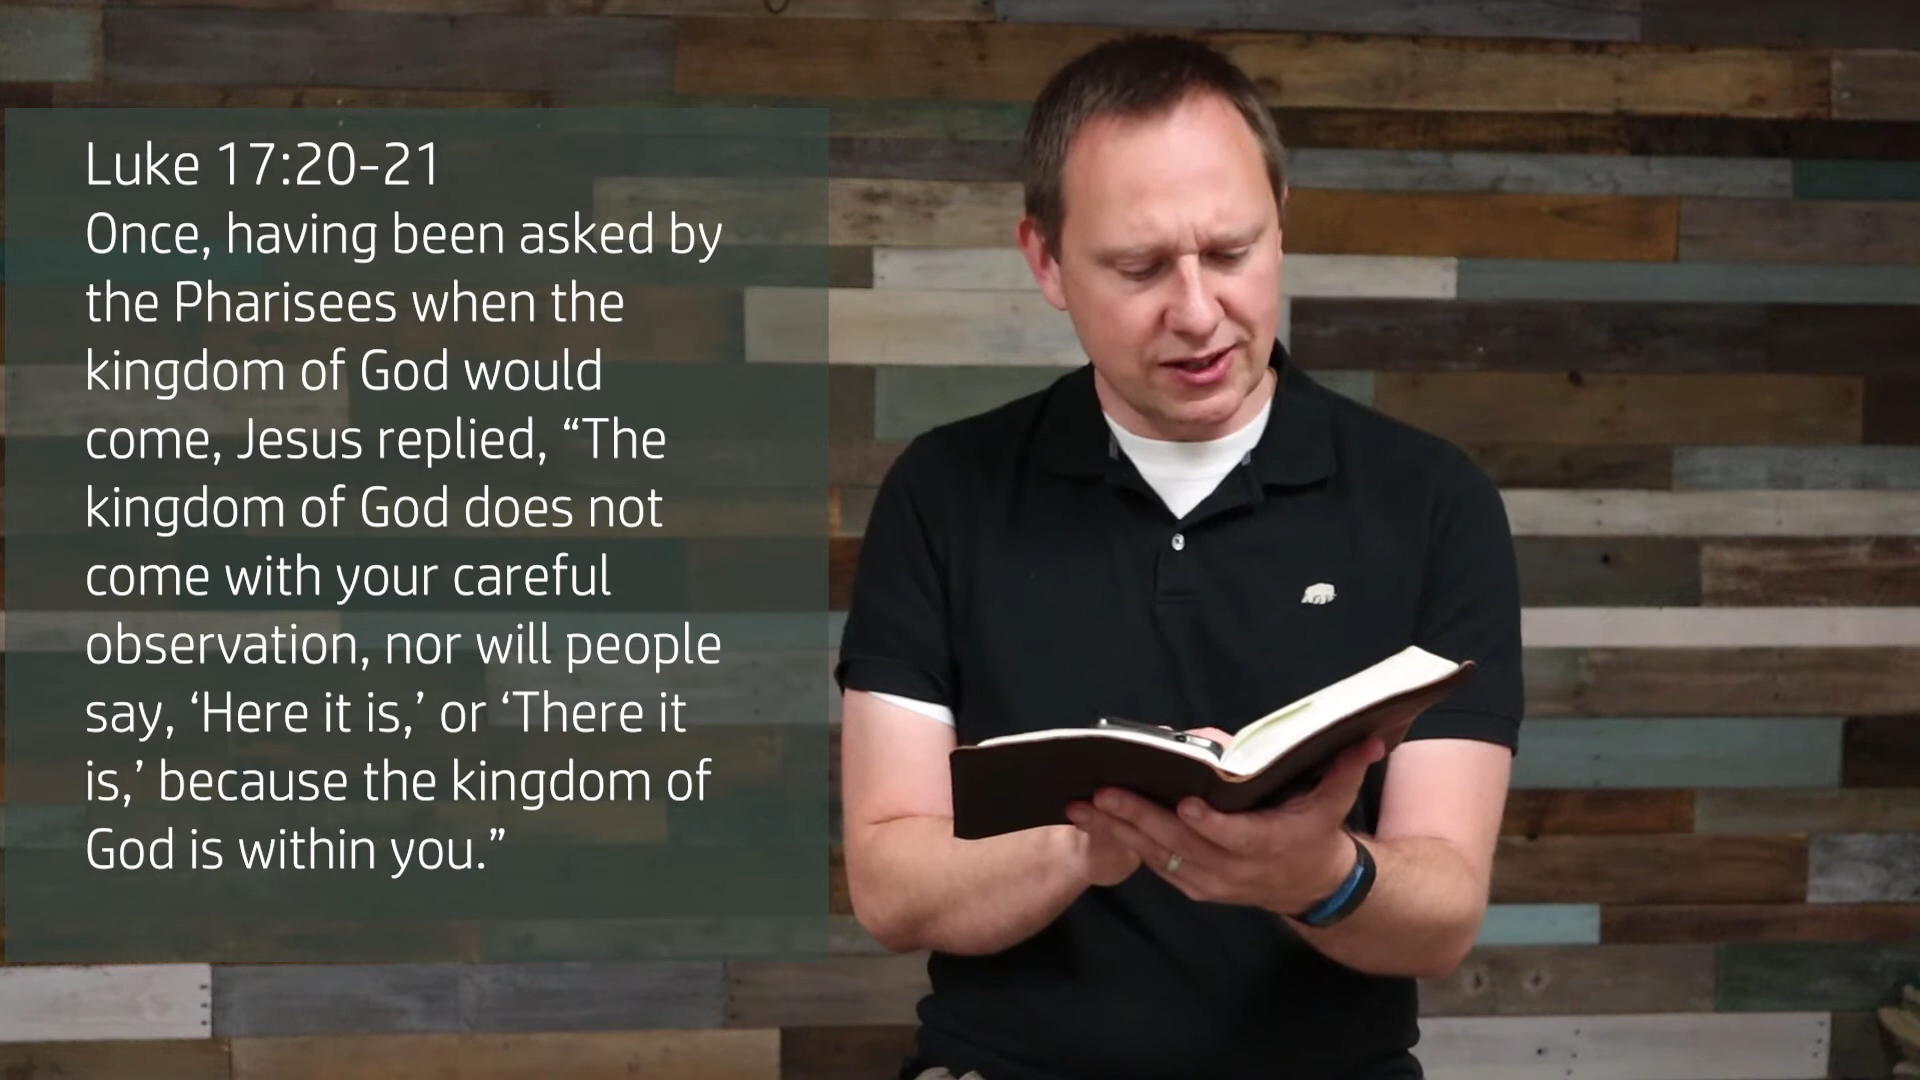 Luke 17:20-21
Once, having been asked by
the Pharisees when the
kingdom of God would
come, Jesus replied, “The
kingdom of God does not
come with your careful
observation, nor will people
say, ‘Here it is,’ or ‘There it
is,’ because the kingdom of
God is within you.”